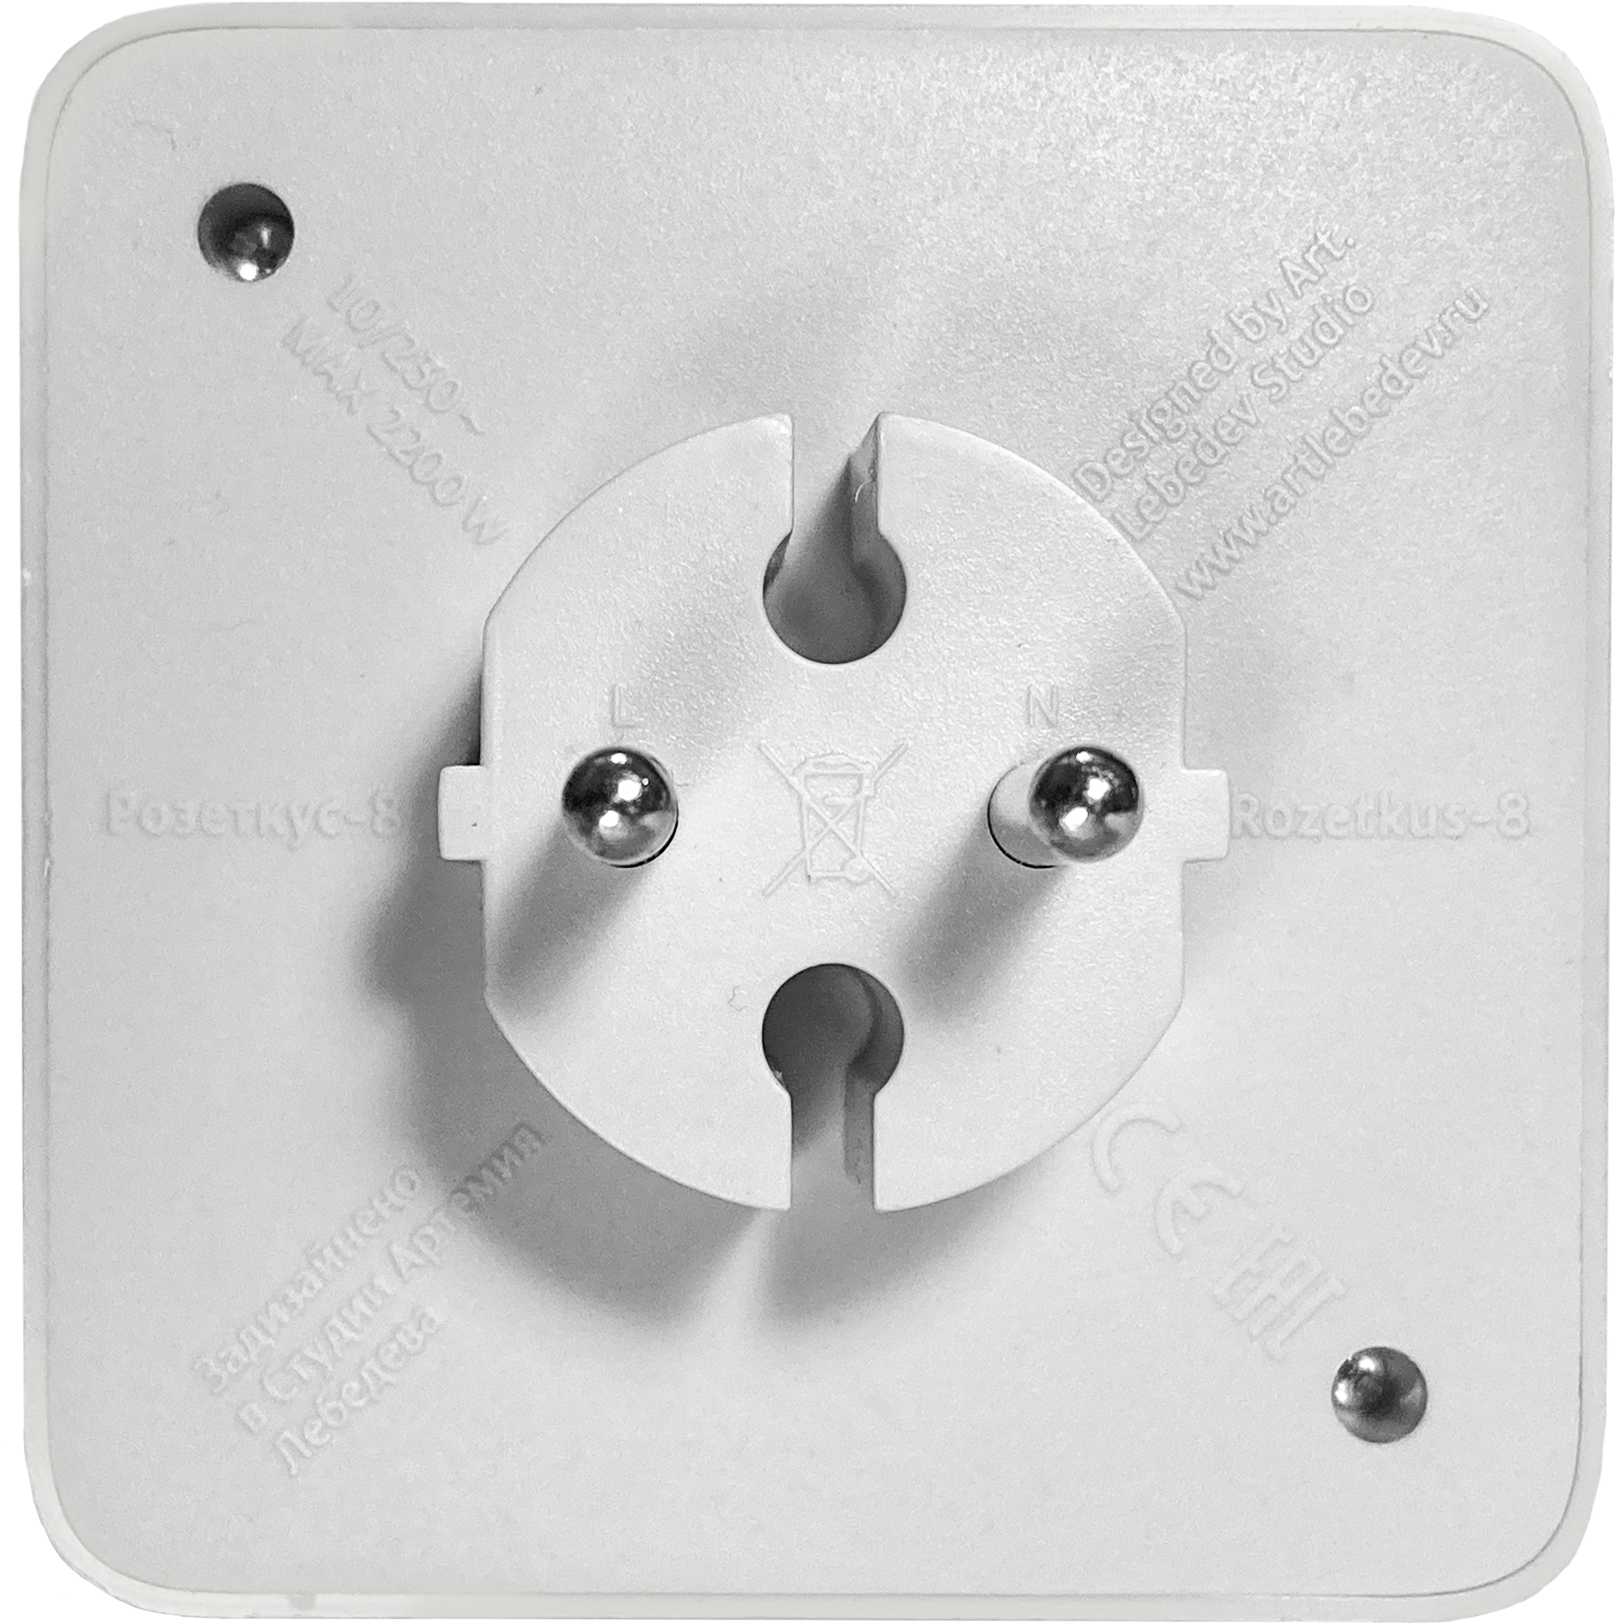 10/230 ~
MAX 2200 W
Designed by Art.
Lebedev Studio
www.artlebedev.ru
L
N
Розеткус-8
Rozetkus-8
Задизайнено
в Студии Артемия
Лебедева
CE EAC